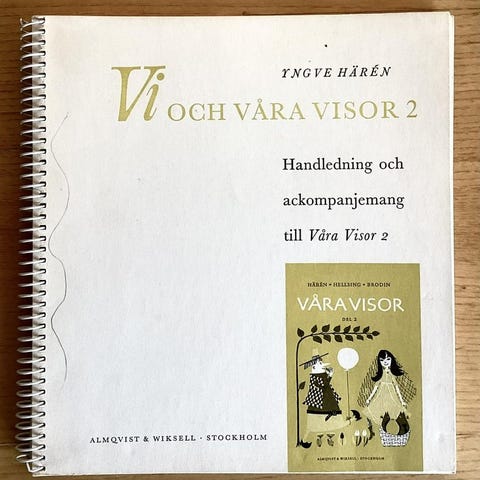 YNGVE HÄRÉN
Vi OCH VÅRA VISOR 2
Handledning och
ackompanjemang
till Våra Visor 2
HÄRÉN • HELLSING • BRODIN
VÅRA VISOR
DEL 2
ALMQVIST & WIKSELL · STOCKHOLM
ALMQVIST & WIKSELL · STOCKHOLM